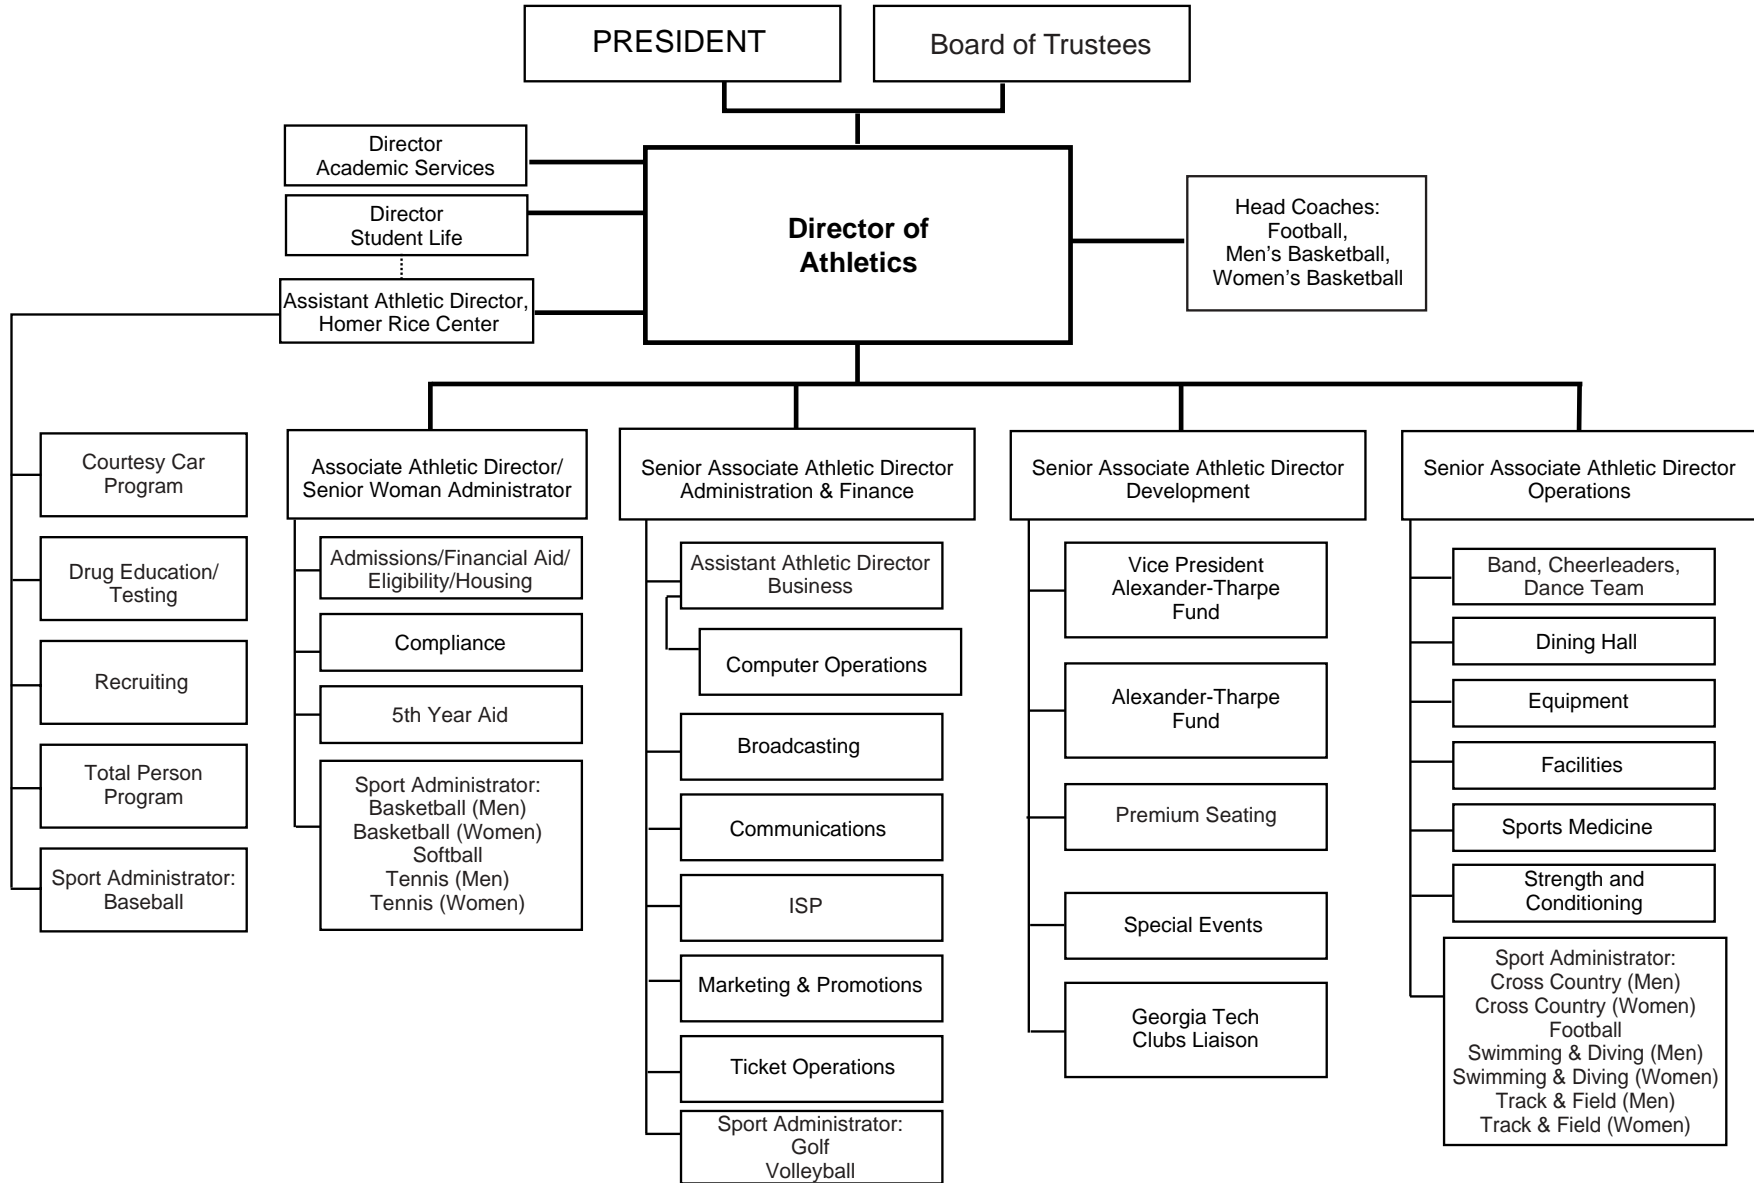 PRESIDENT
Board of Trustees
Director
Academic Services
Director
Student Life
Assistant Athletic Director,
Homer Rice Center
Director of
Athletics
Head Coaches:
Football,
Men’s Basketball,
Women’s Basketball
Courtesy Car
Program
Drug Education/
Testing
Recruiting
Total Person
Program
Sport Administrator:
Baseball
Associate Athletic Director/
Senior Woman Administrator
Admissions/Financial Aid/
Eligibility/Housing
Compliance
5th Year Aid
Sport Administrator:
Basketball (Men)
Basketball (Women)
Softball
Tennis (Men)
Tennis (Women)
Senior Associate Athletic Director
Administration & Finance
Assistant Athletic Director
Business
Computer Operations
Broadcasting
Communications
ISP
Marketing & Promotions
Ticket Operations
Sport Administrator:
Golf
Volleyball
Senior Associate Athletic Director
Development
Vice President
Alexander-Tharpe
Fund
Alexander-Tharpe
Fund
Premium Seating
Special Events
Georgia Tech
Clubs Liaison
Senior Associate Athletic Director
Operations
Band, Cheerleaders,
Dance Team
Dining Hall
Equipment
Facilities
Sports Medicine
Strength and
Conditioning
Sport Administrator:
Cross Country (Men)
Cross Country (Women)
Football
Swimming & Diving (Men)
Swimming & Diving (Women)
Track & Field (Men)
Track & Field (Women)